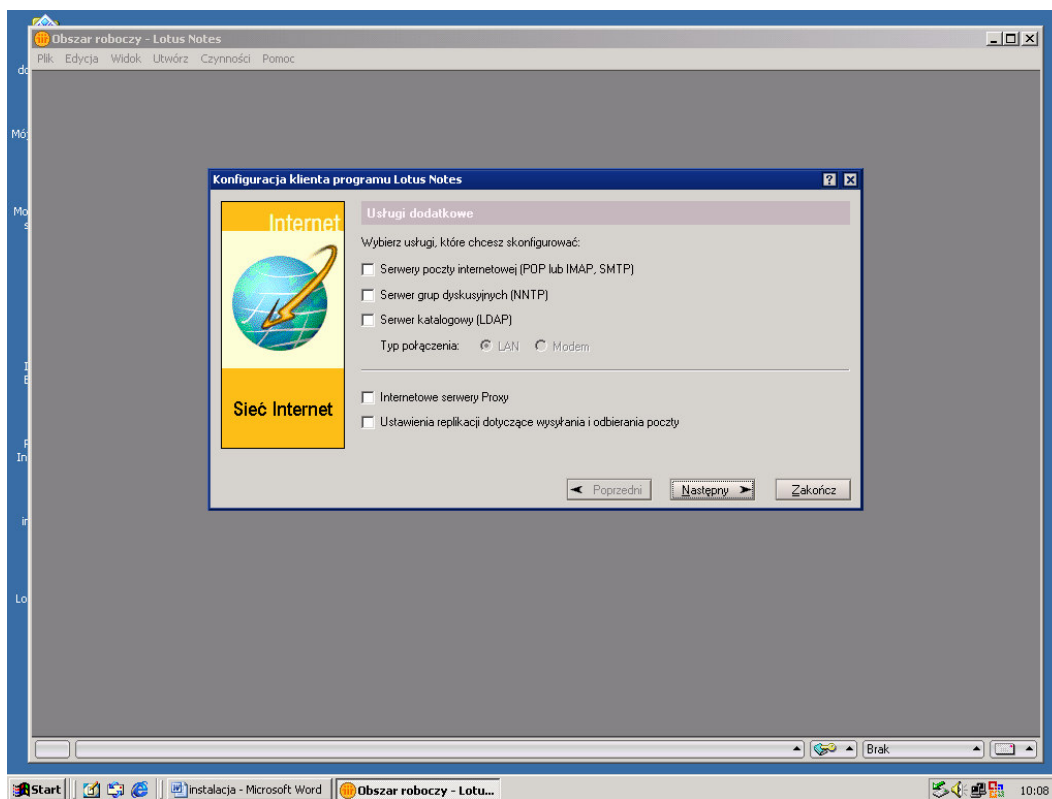 Obszar roboczy - Lotus Notes
Plik Edycja Widok Utwórz Czynności Pomoc
Konfiguracja klienta programu Lotus Notes
Internet
Sieć Internet
Usługi dodatkowe
Wybierz usługi, które chcesz skonfigurować:
Serwery poczty internetowej (POP lub IMAP, SMTP)
Serwer grup dyskusyjnych (NNTP)
Serwer katalogowy (LDAP)
Typ połączenia: LAN Modem
Internetowe serwery Proxy
Ustawienia replikacji dotyczące wysyłania i odbierania poczty
Poprzedni Następny Zakończ
Brak
Start instalacja - Microsoft Word Obszar roboczy - Lotu... 10:08